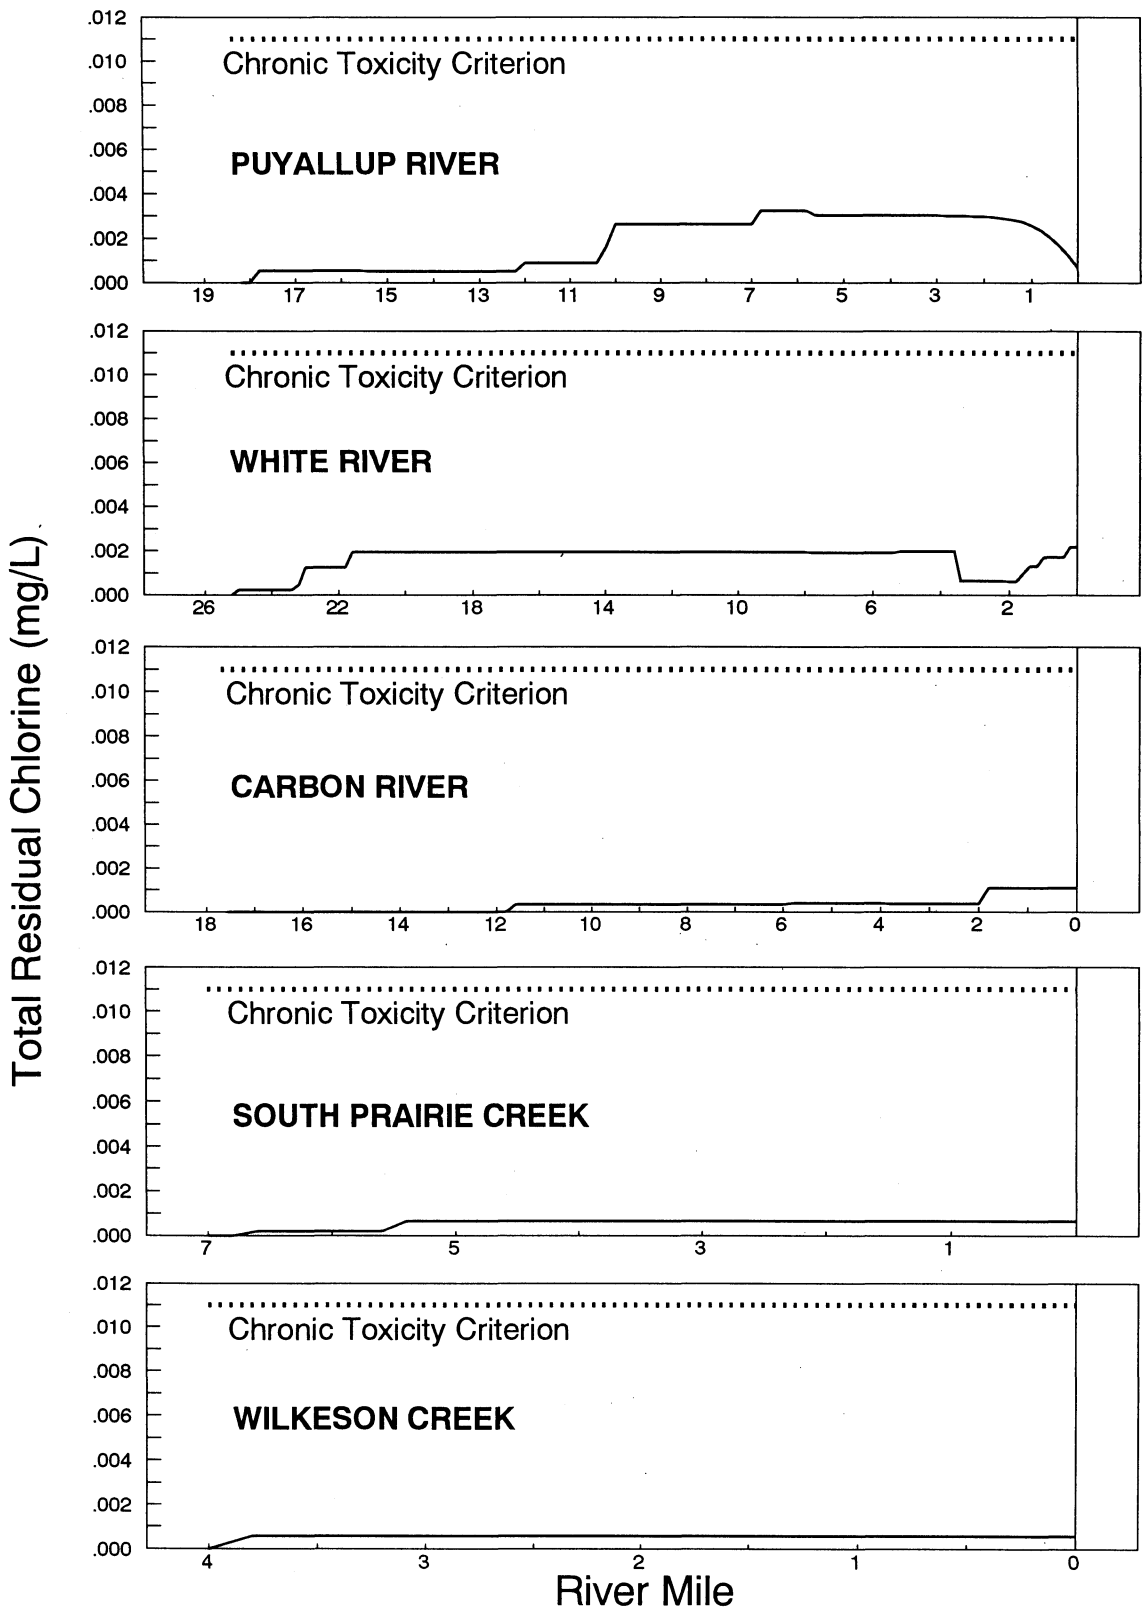 .012
.010
.008
.006
.004
.002
.000
Chronic Toxicity Criterion
PUYALLUP RIVER
19 17 15 13 11 9 7 5 3 1
.012
.010
.008
.006
.004
.002
.000
Chronic Toxicity Criterion
WHITE RIVER
26 22 18 14 10 6 2
.012
.010
.008
.006
.004
.002
.000
Chronic Toxicity Criterion
CARBON RIVER
18 16 14 12 10 8 6 4 2 0
.012
.010
.008
.006
.004
.002
.000
Chronic Toxicity Criterion
SOUTH PRAIRIE CREEK
7 5 3 1
.012
.010
.008
.006
.004
.002
.000
Chronic Toxicity Criterion
WILKESON CREEK
4 3 2 1 0
River Mile
Total Residual Chlorine (mg/L)